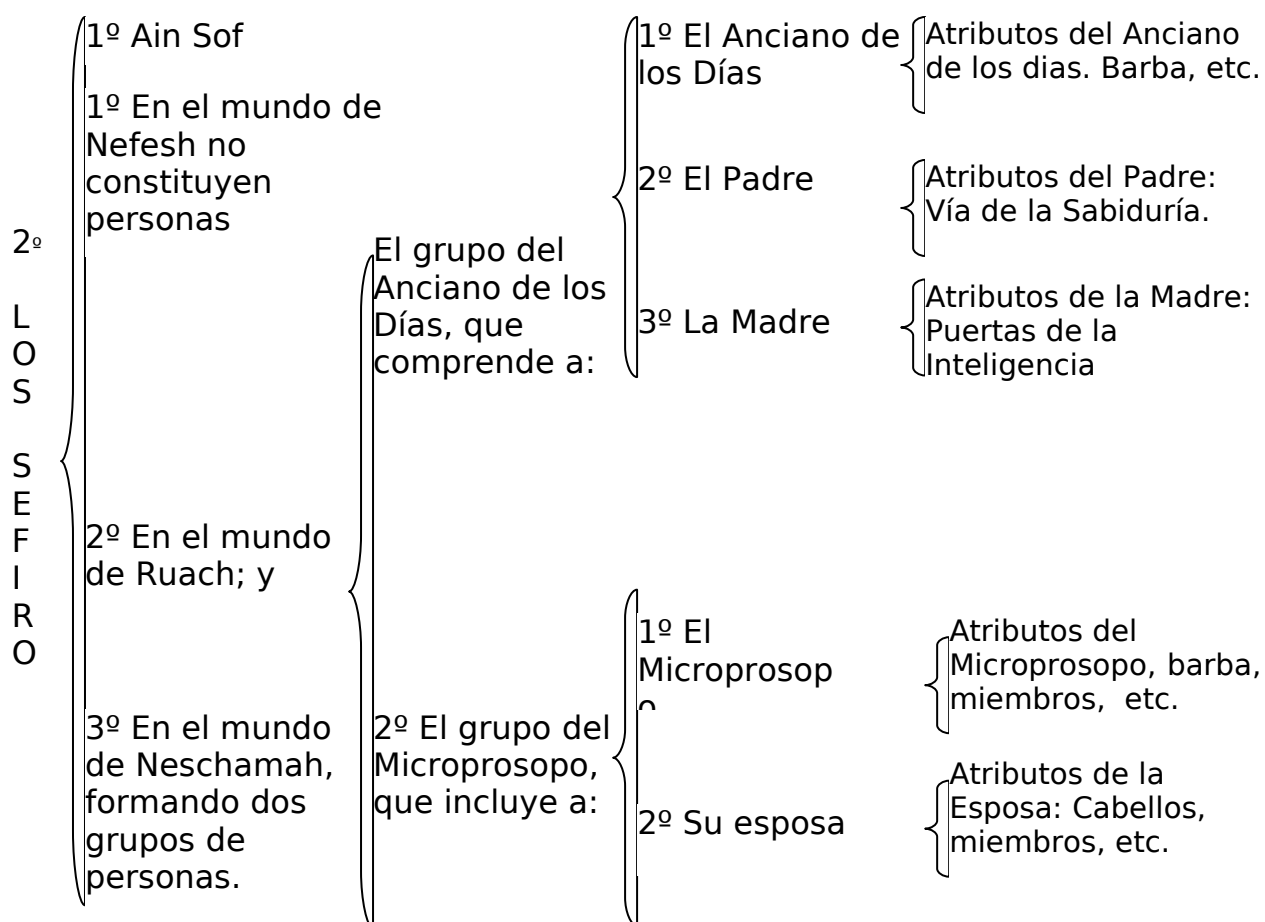 2º
L
O
S
S
E
F
I
R
O
1º Ain Sof
1º En el mundo de
Nefesh no
constituyen
personas
2º En el mundo
de Ruach; y
3º En el mundo
de Neschamah,
formando dos
grupos de
personas.
El grupo del
Anciano de los
Días, que
comprende a:
1º El Anciano de
los Días
Atributos del Anciano
de los dias. Barba, etc.
2º El Padre
Atributos del Padre:
Vía de la Sabiduría.
3º La Madre
Atributos de la Madre:
Puertas de la
Inteligencia
2º El grupo del
Microprosopo,
que incluye a:
1º El
Microprosop
o
Atributos del
Microprosopo, barba,
miembros, etc.
2º Su esposa
Atributos de la
Esposa: Cabellos,
miembros, etc.